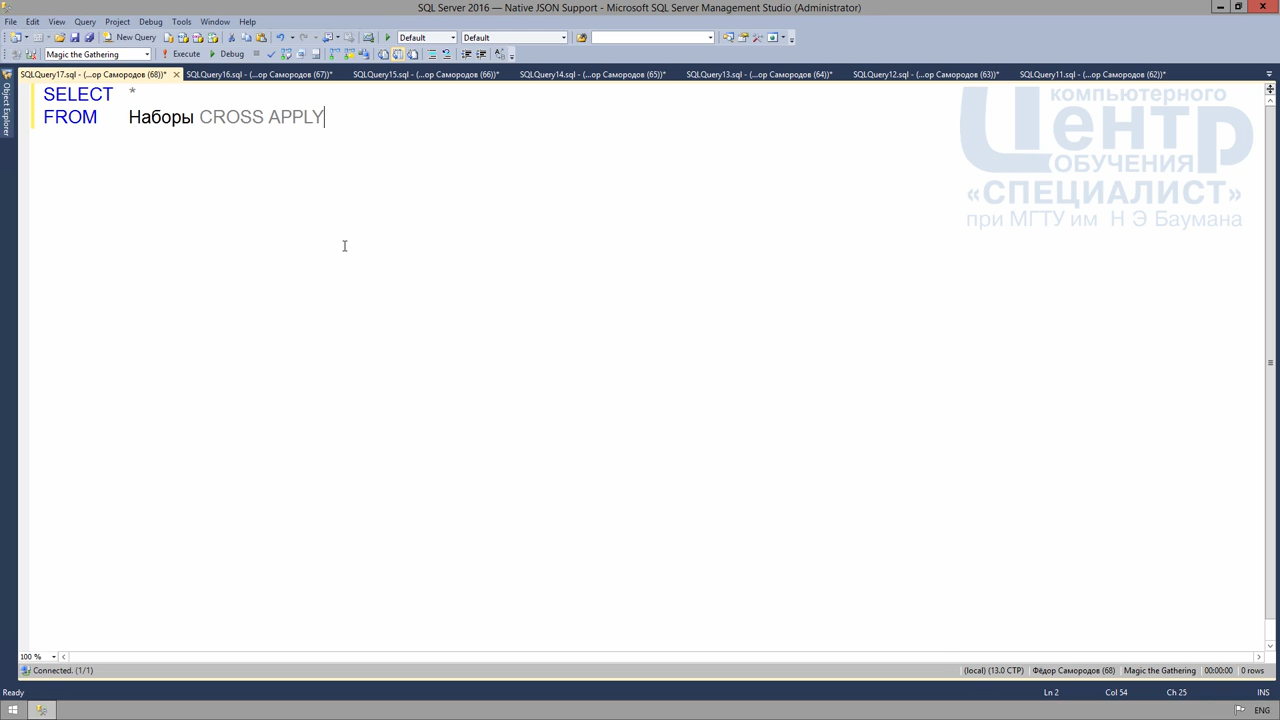 SQL Server 2016 — Native JSON Support - Microsoft SQL Server Management Studio (Administrator)
File Edit View Query Project Debug Tools Window Help
New Query
Default Default
Magic the Gathering Execute Debug
SQLQuery17.sql - (...ор Самородов (68))* SQLQuery16.sql - (...ор Самородов (67))* SQLQuery15.sql - (...ор Самородов (66))* SQLQuery14.sql - (...ор Самородов (65))* SQLQuery13.sql - (...ор Самородов (64))* SQLQuery12.sql - (...ор Самородов (63))* SQLQuery11.sql - (...ор Самородов (62))*
Object Explorer
SELECT *
FROM Наборы CROSS APPLY
компьютерного
Центр
ОБУЧЕНИЯ
«СПЕЦИАЛИСТ»
при МГТУ им Н Э Баумана
100 %
Connected. (1/1) (local) (13.0 CTP) Фёдор Самородов (68) Magic the Gathering 00:00:00 0 rows
Ready Ln 2 Col 54 Ch 25 INS
ENG